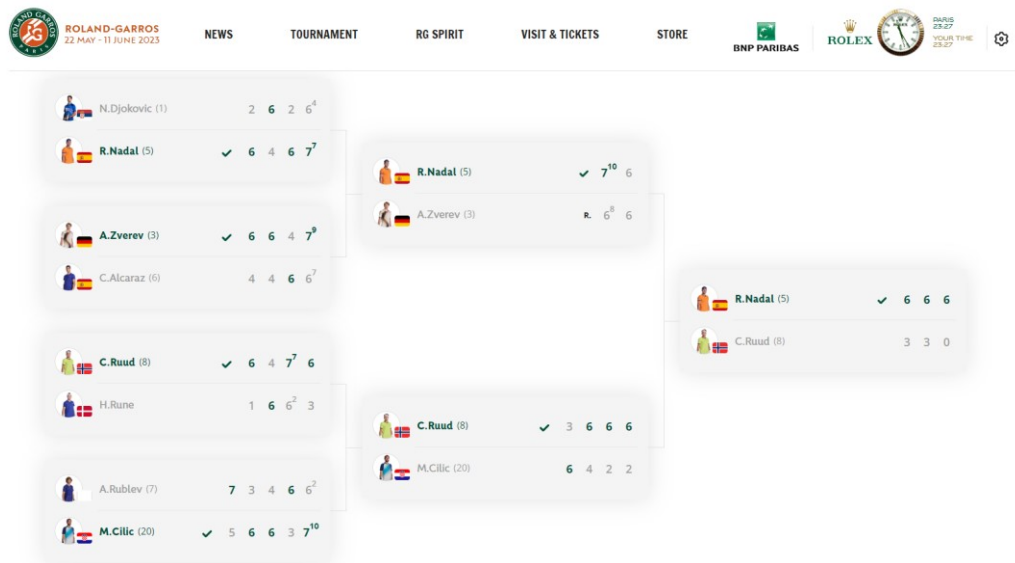 ROLAND GARROS
PARIS
ROLAND-GARROS
22 MAY - 11 JUNE 2023
NEWS
TOURNAMENT
RG SPIRIT
VISIT & TICKETS
STORE
BNP PARIBAS
ROLEX
PARIS
23:27
YOUR TIME
23:27
N.Djokovic (1) 2 6 2 6⁴
R.Nadal (5) ✓ 6 4 6 7⁷
A.Zverev (3) ✓ 6 6 4 7⁹
C.Alcaraz (6) 4 4 6 6⁷
C.Ruud (8) ✓ 6 4 7⁷ 6
H.Rune 1 6 6² 3
A.Rublev (7) 7 3 4 6 6²
M.Cilic (20) ✓ 5 6 6 3 7¹⁰
R.Nadal (5) ✓ 7¹⁰ 6
A.Zverev (3) R. 6⁸ 6
C.Ruud (8) ✓ 3 6 6 6
M.Cilic (20) 6 4 2 2
R.Nadal (5) ✓ 6 6 6
C.Ruud (8) 3 3 0